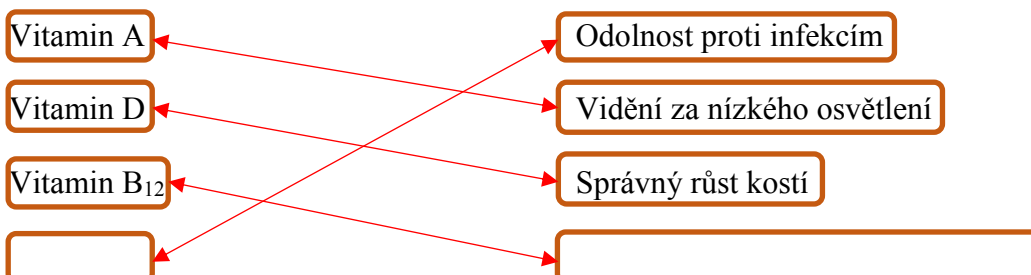 Vitamin A
Odolnost proti infekcím
Vitamin D
Vidění za nízkého osvětlení
Vitamin B₁₂
Správný růst kostí